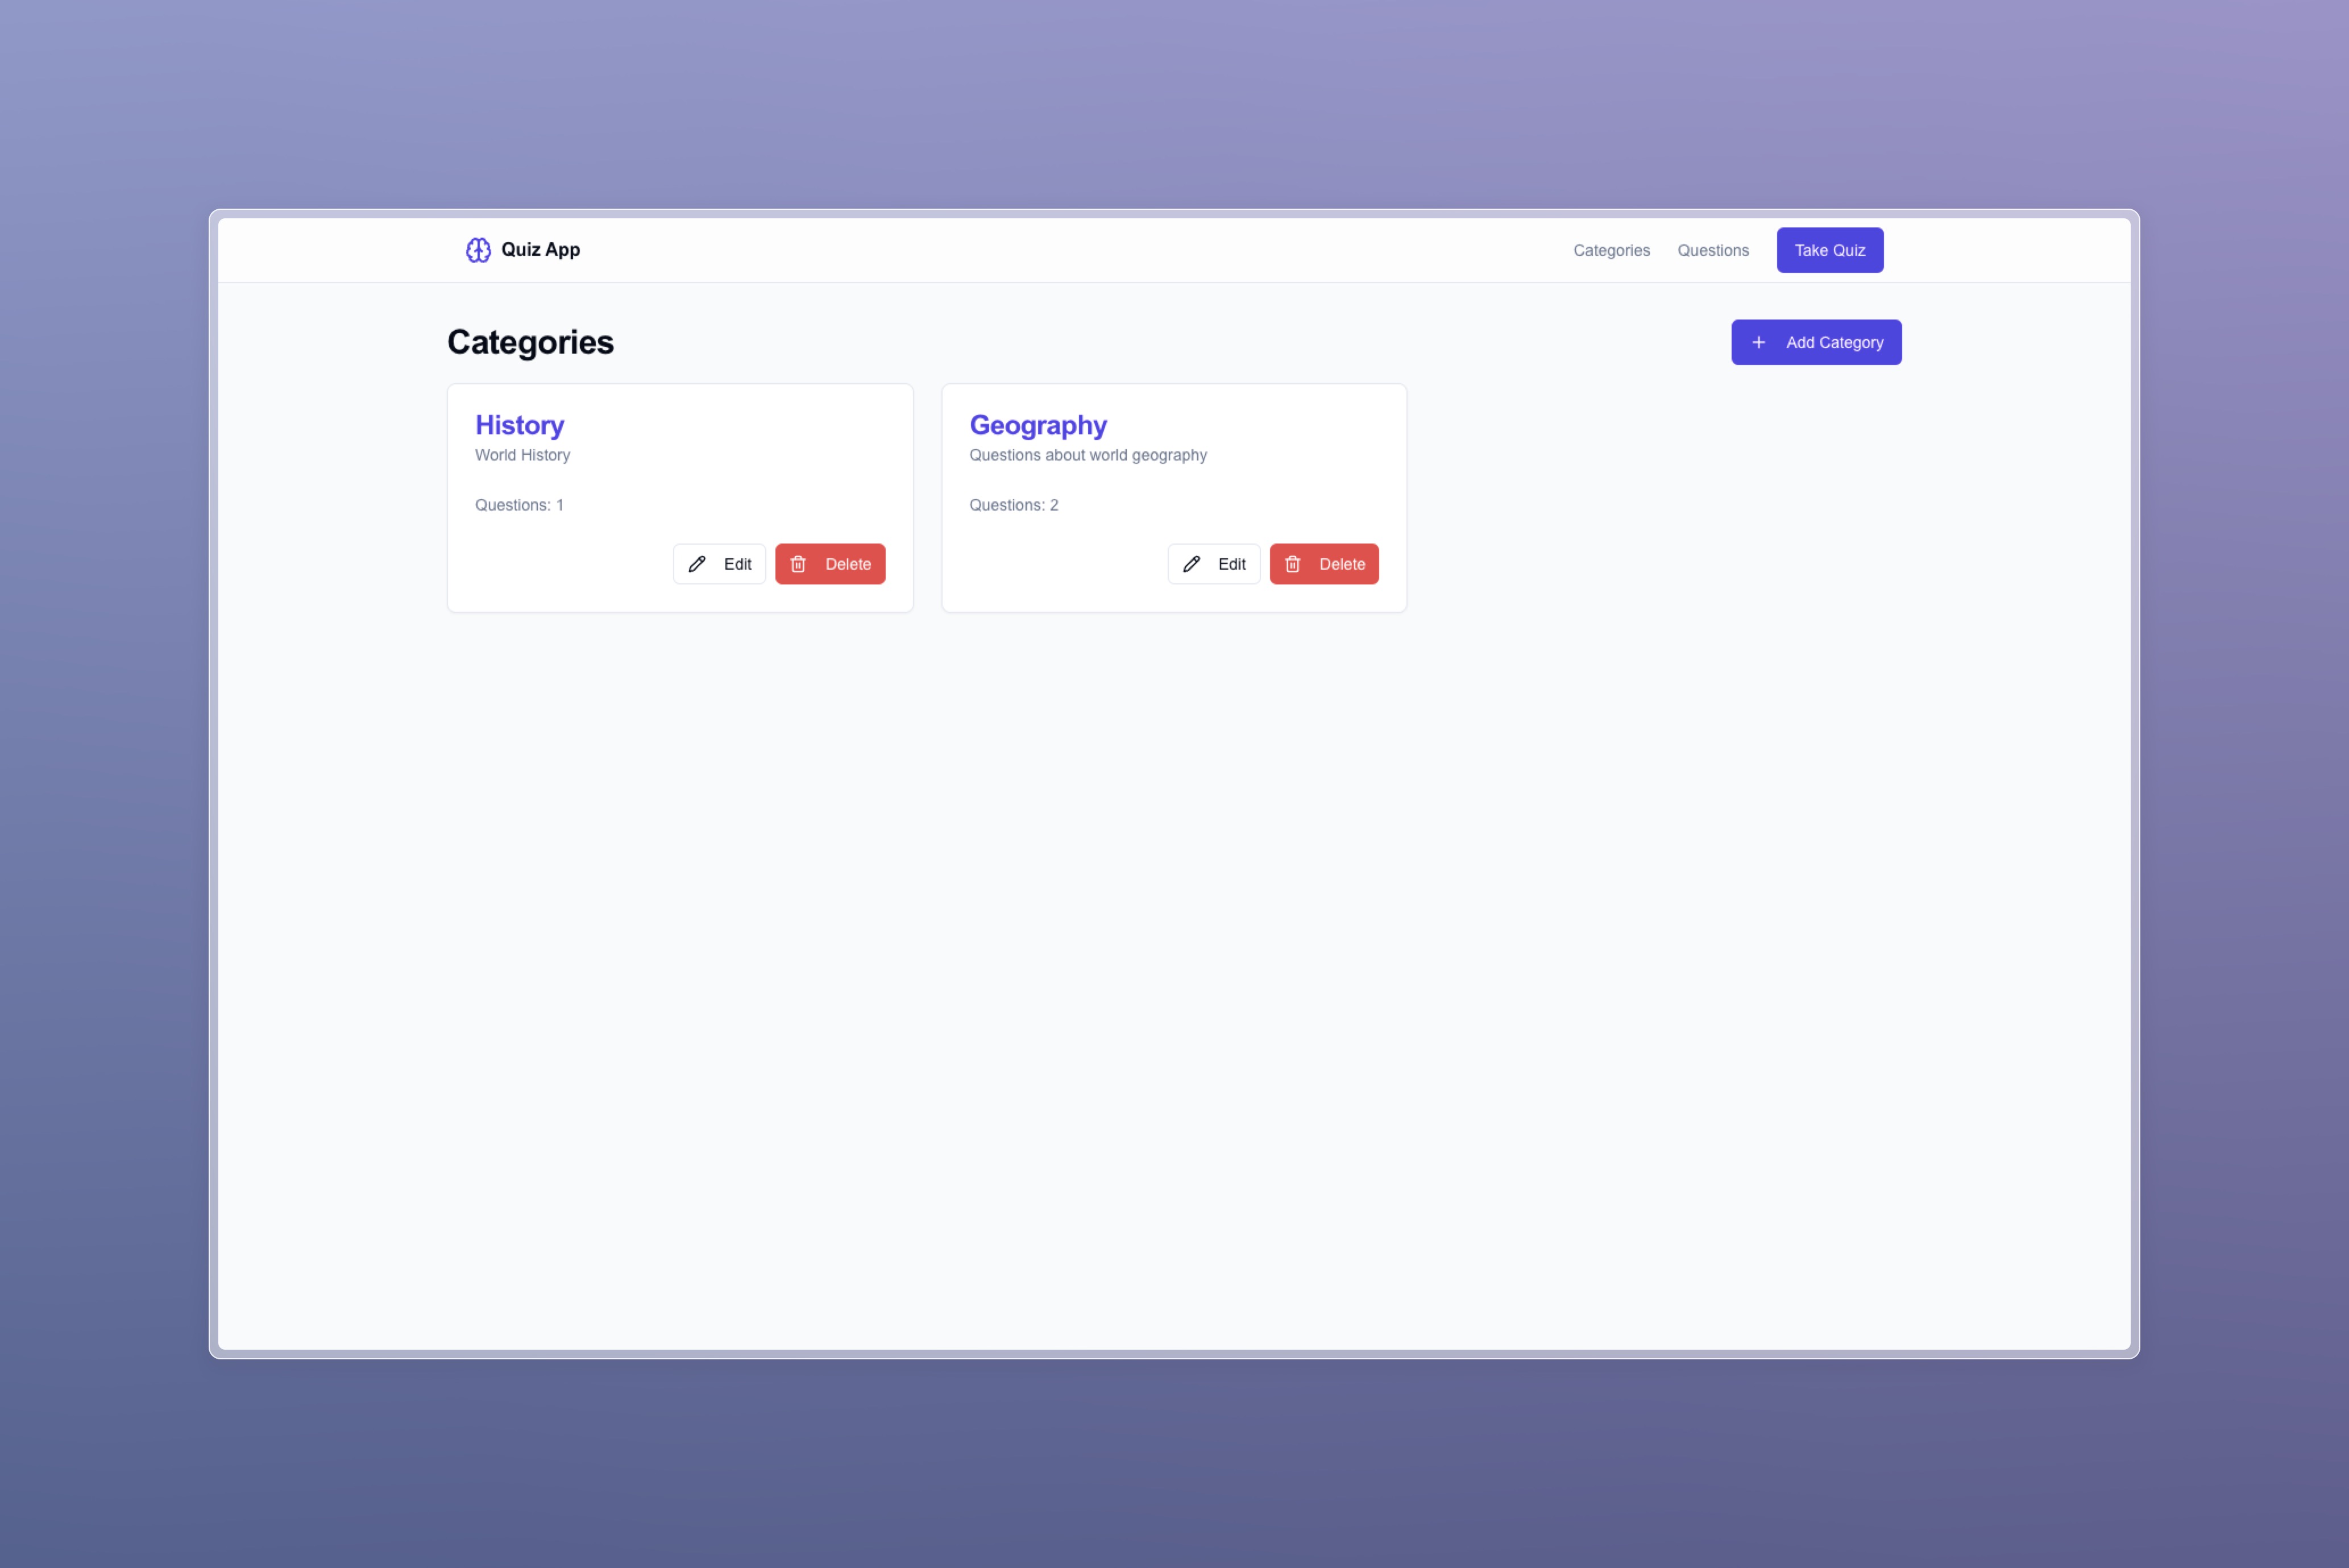 Quiz App
Categories
Questions
Take Quiz
Categories
Add Category
History
World History
Questions: 1
Edit
Delete
Geography
Questions about world geography
Questions: 2
Edit
Delete